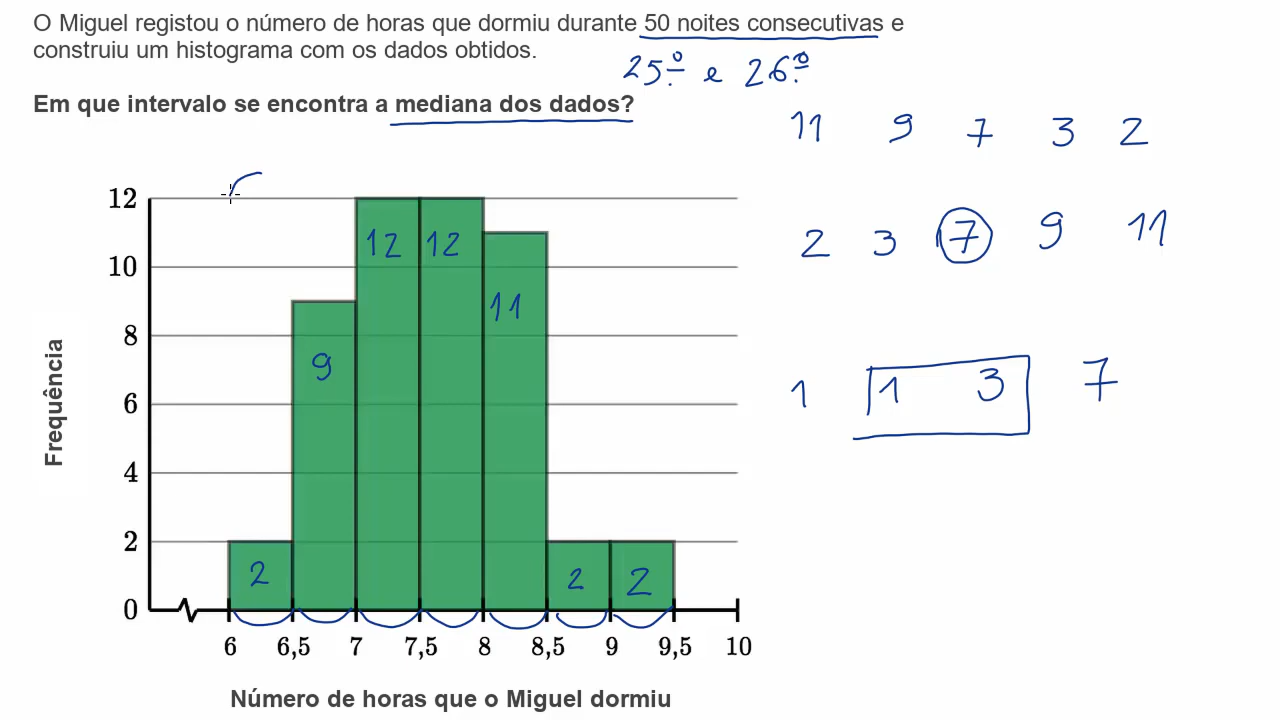 O Miguel registou o número de horas que dormiu durante 50 noites consecutivas e
construiu um histograma com os dados obtidos.
25.º e 26.º
Em que intervalo se encontra a mediana dos dados?
11 9 7 3 2
2 3 7 9 11
1 1 3 7
12
10
8
6
4
2
0
Frequência
2 9 12 12 11 2 2
6 6,5 7 7,5 8 8,5 9 9,5 10
Número de horas que o Miguel dormiu